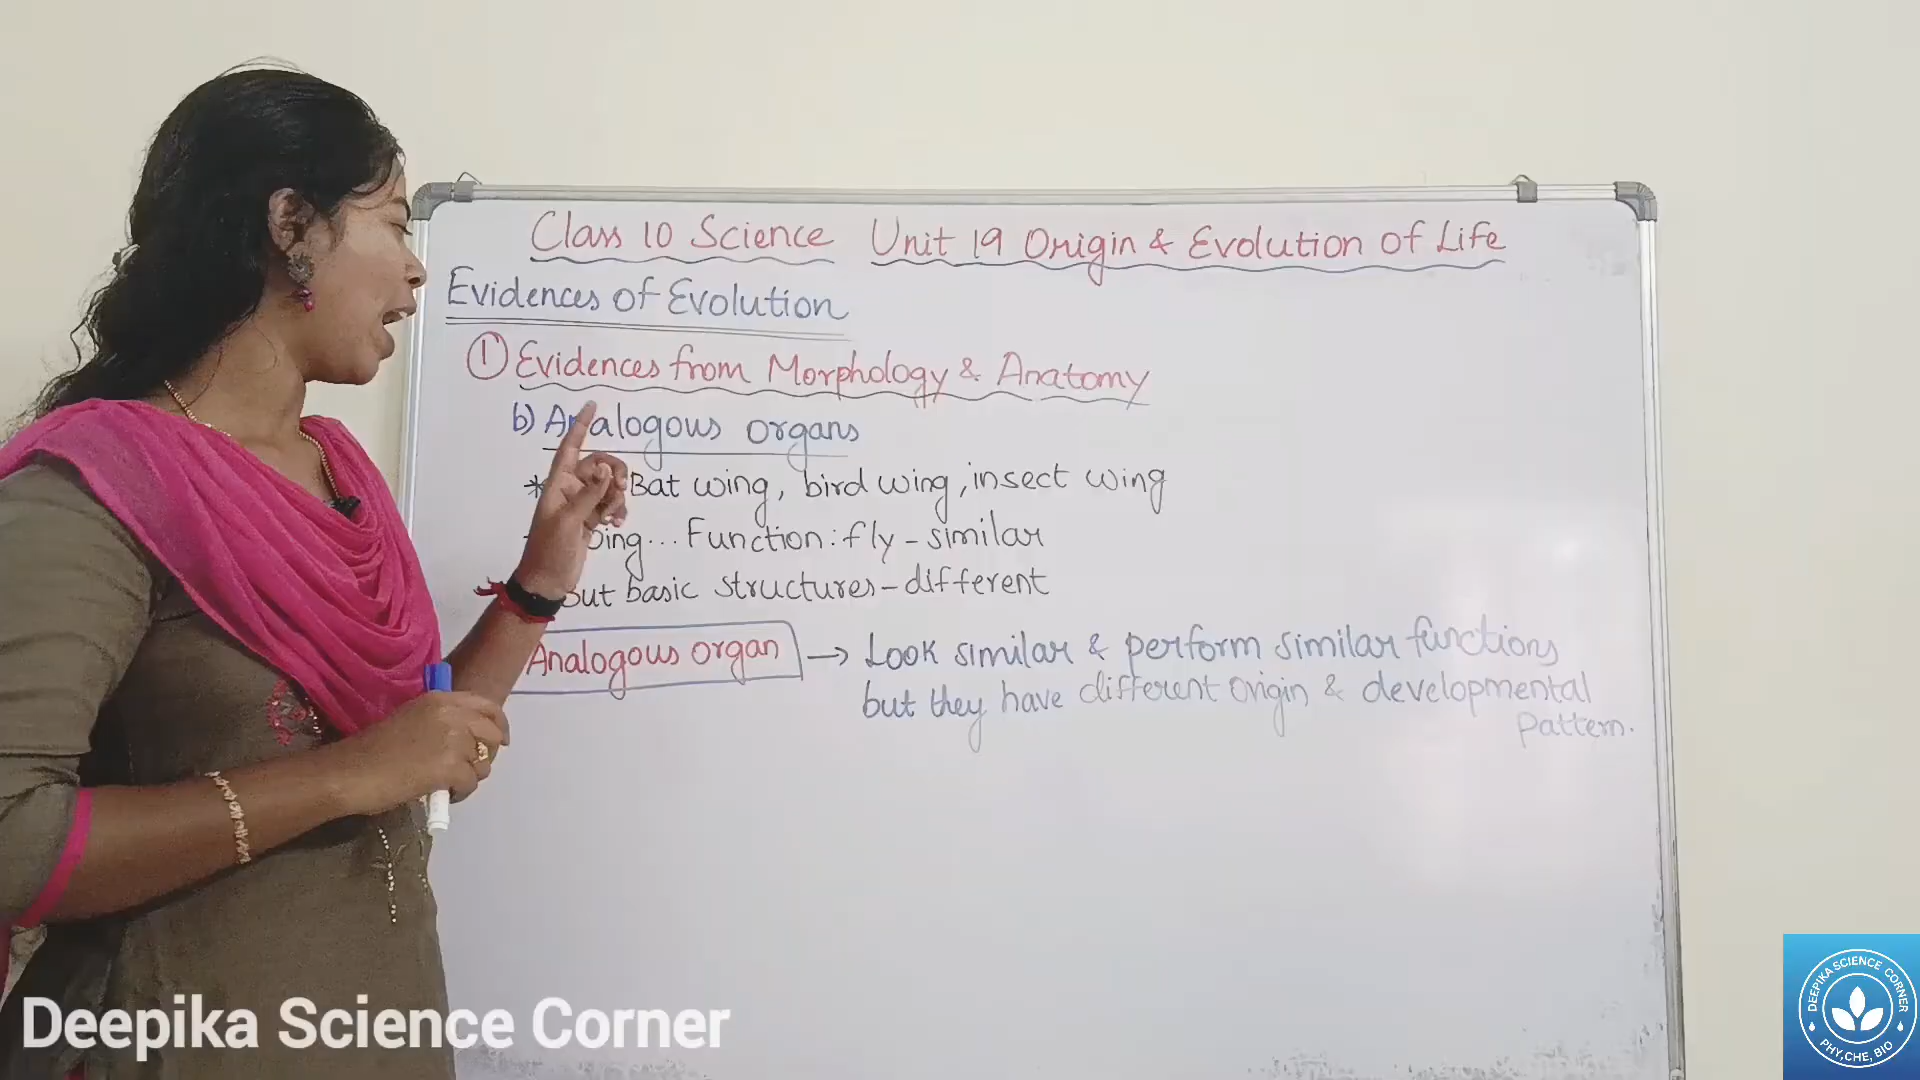 Class 10 Science Unit 19 Origin & Evolution of Life
Evidences of Evolution
① Evidences from Morphology & Anatomy
b) Analogous organs
* Bat wing, bird wing, insect wing
... Function: fly - similar
But basic structures - different
Analogous organ → Look similar & perform similar functions
but they have different origin & developmental
pattern.
Deepika Science Corner
DEEPIKA SCIENCE CORNER
PHY, CHE, BIO